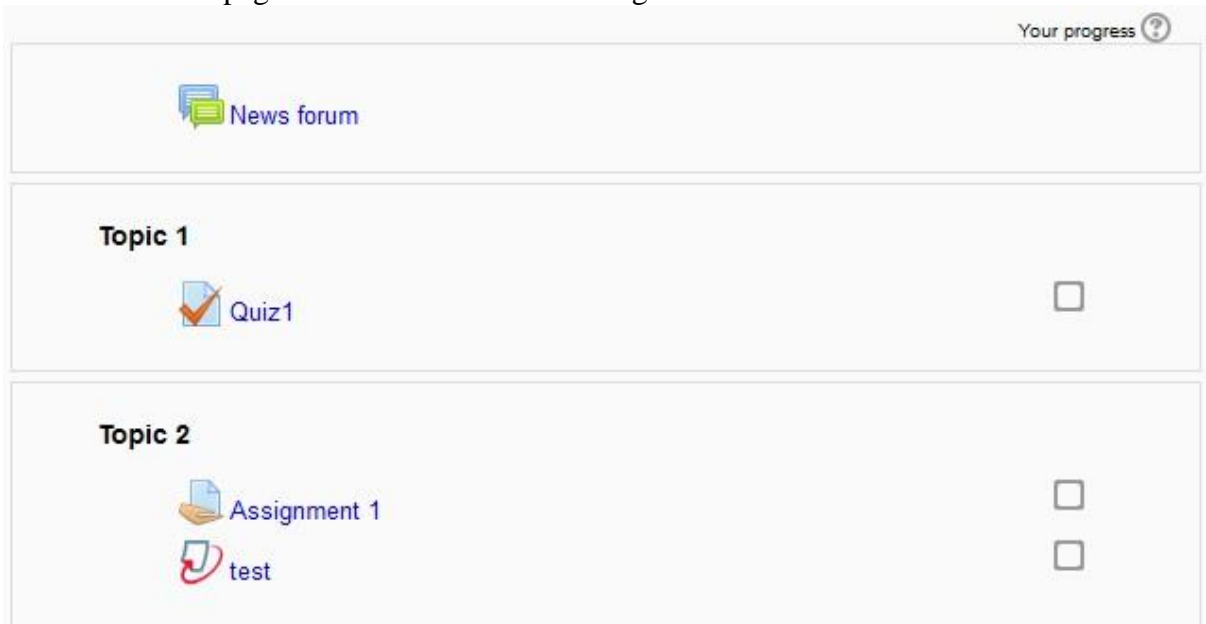 Your progress
News forum
Topic 1
Quiz1
Topic 2
Assignment 1
test